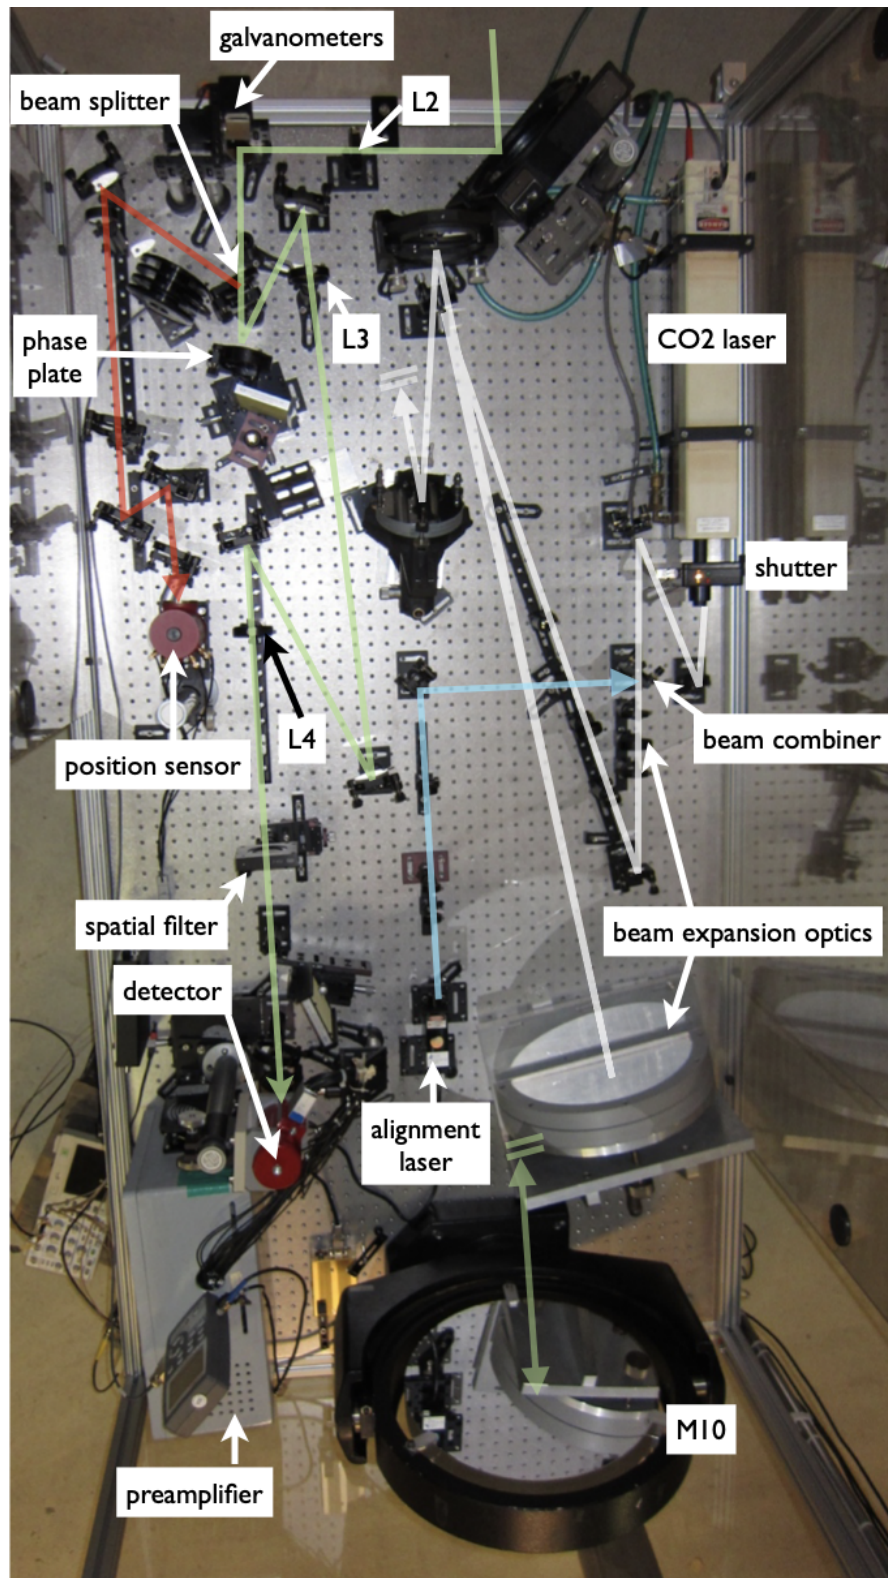 galvanometers
beam splitter
L2
phase
plate
L3
CO2 laser
shutter
L4
position sensor
beam combiner
spatial filter
beam expansion optics
detector
alignment
laser
M10
preamplifier